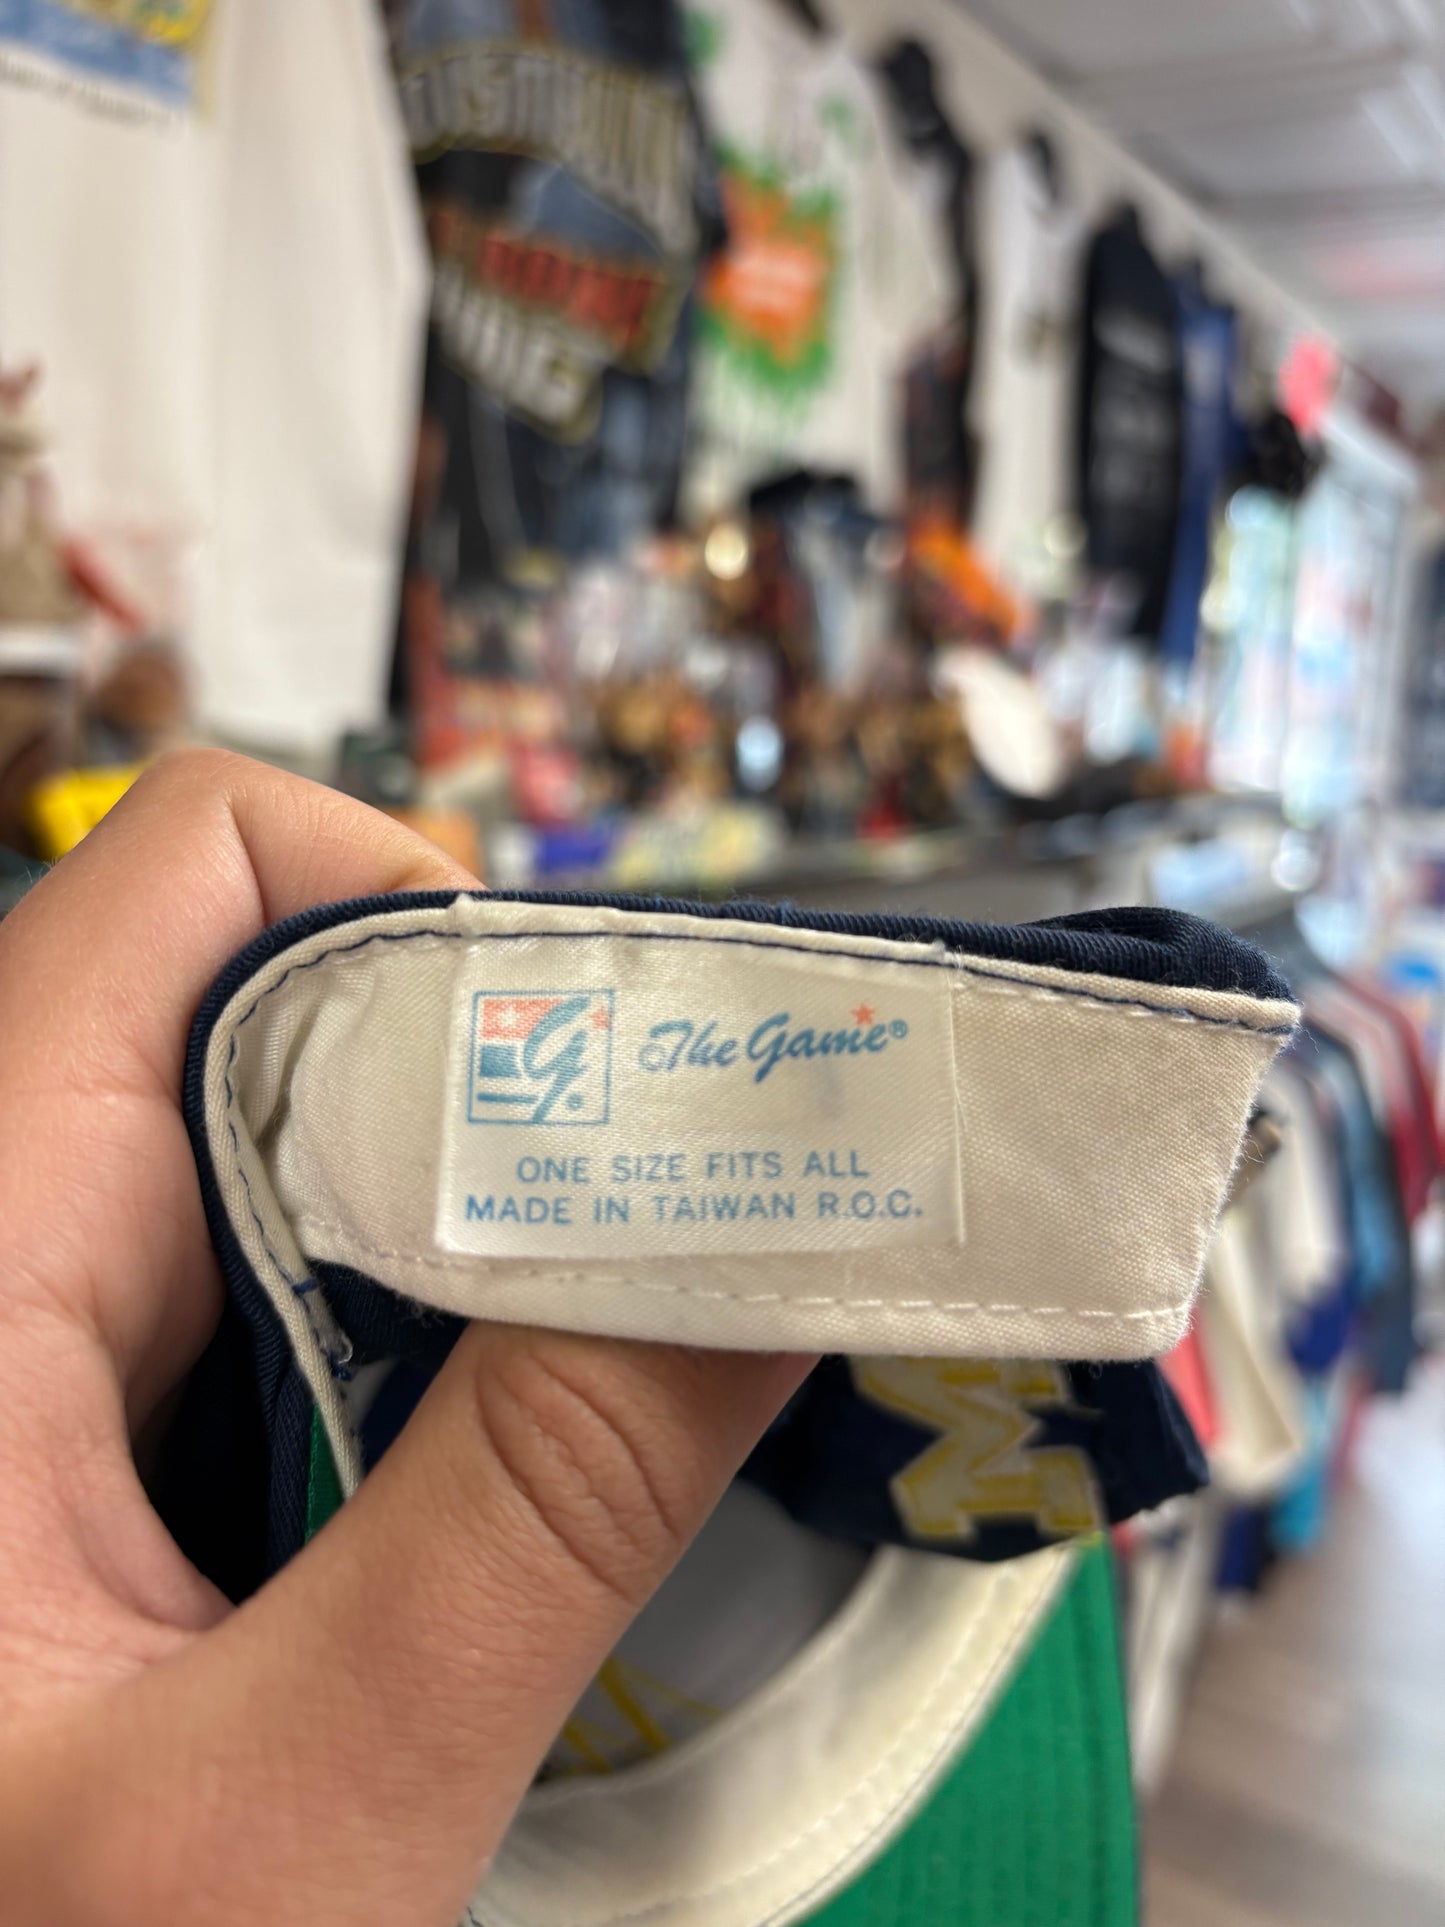 g
The Game®
ONE SIZE FITS ALL
MADE IN TAIWAN R.O.C.
M